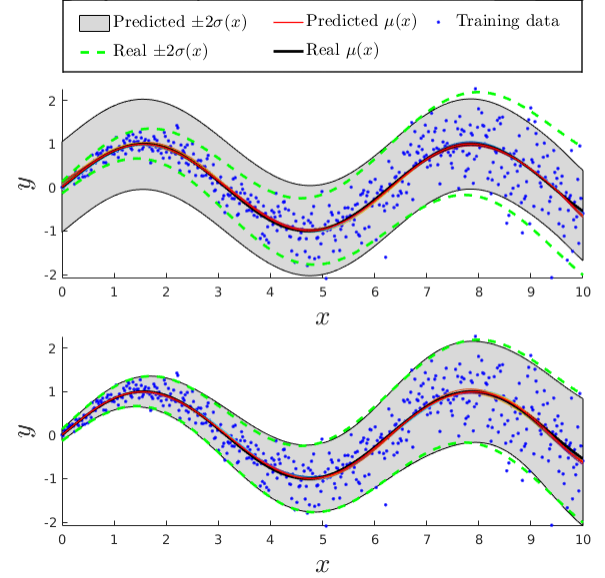 Predicted ±2σ(x) Predicted μ(x) Training data
Real ±2σ(x) Real μ(x)
2
1
0
-1
-2
y
0 1 2 3 4 5 6 7 8 9 10
x
2
1
0
-1
-2
y
0 1 2 3 4 5 6 7 8 9 10
x